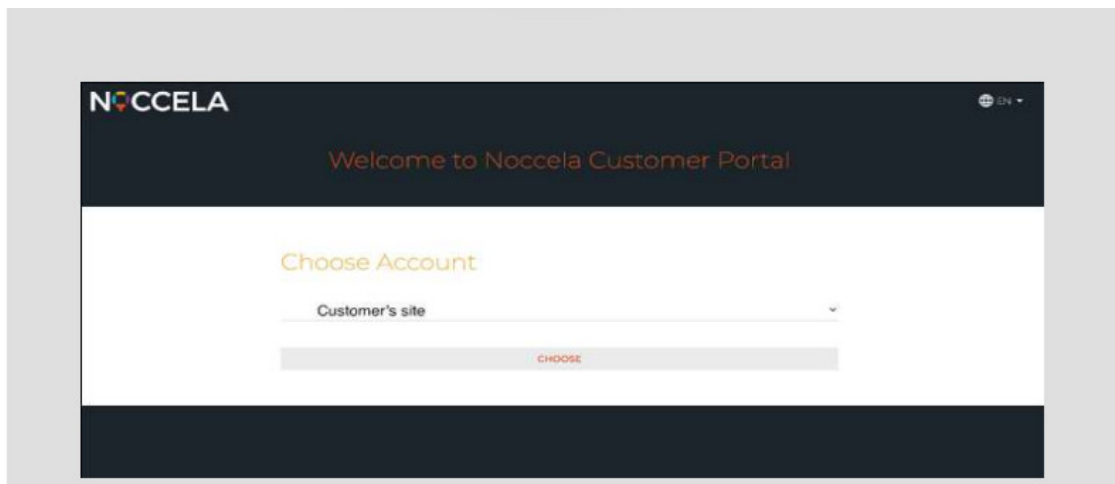 NOCCELA
EN
Welcome to Noccela Customer Portal
Choose Account
Customer's site
CHOOSE